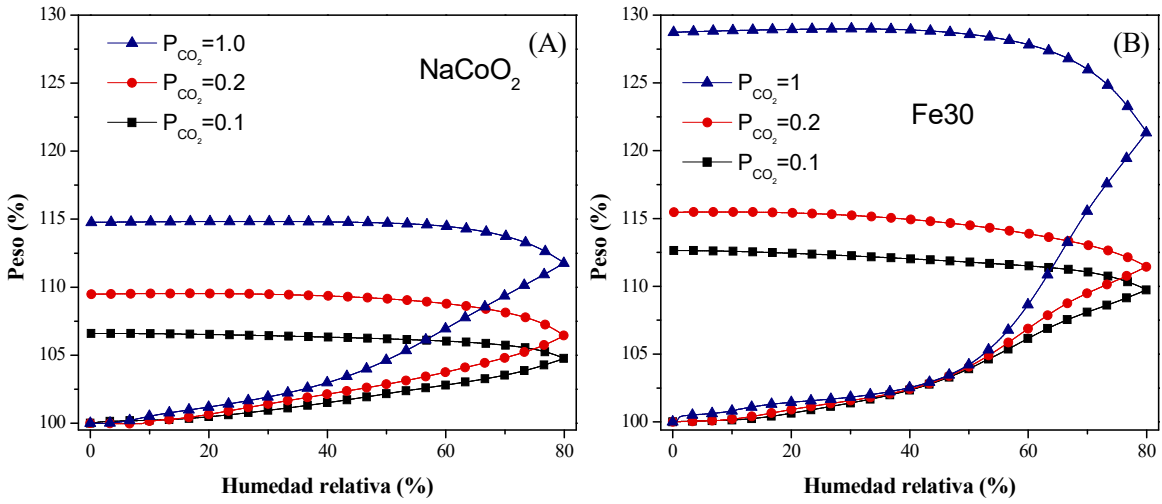 (A)
P_CO2=1.0
P_CO2=0.2
P_CO2=0.1
NaCoO2
130
125
120
115
110
105
100
Peso (%)
0 20 40 60 80
Humedad relativa (%)
(B)
P_CO2=1
P_CO2=0.2
P_CO2=0.1
Fe30
130
125
120
115
110
105
100
Peso (%)
0 20 40 60 80
Humedad relativa (%)